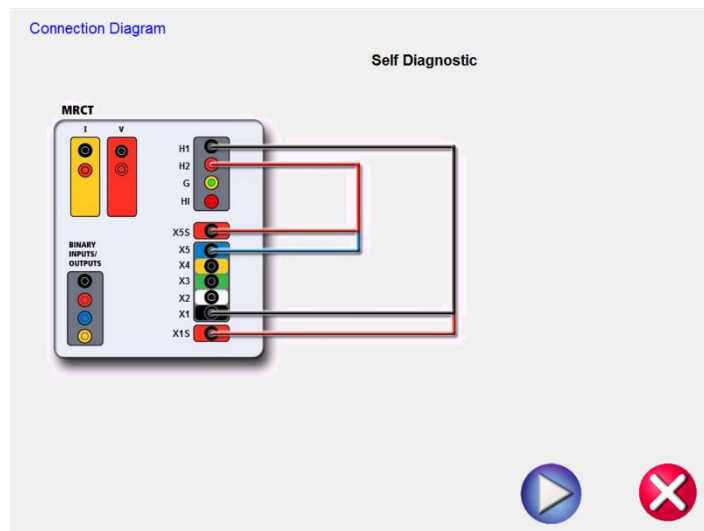 Connection Diagram
Self Diagnostic
MRCT
I V
H1
H2
G
HI
X5S
X5
X4
X3
X2
X1
X1S
BINARY
INPUTS/
OUTPUTS